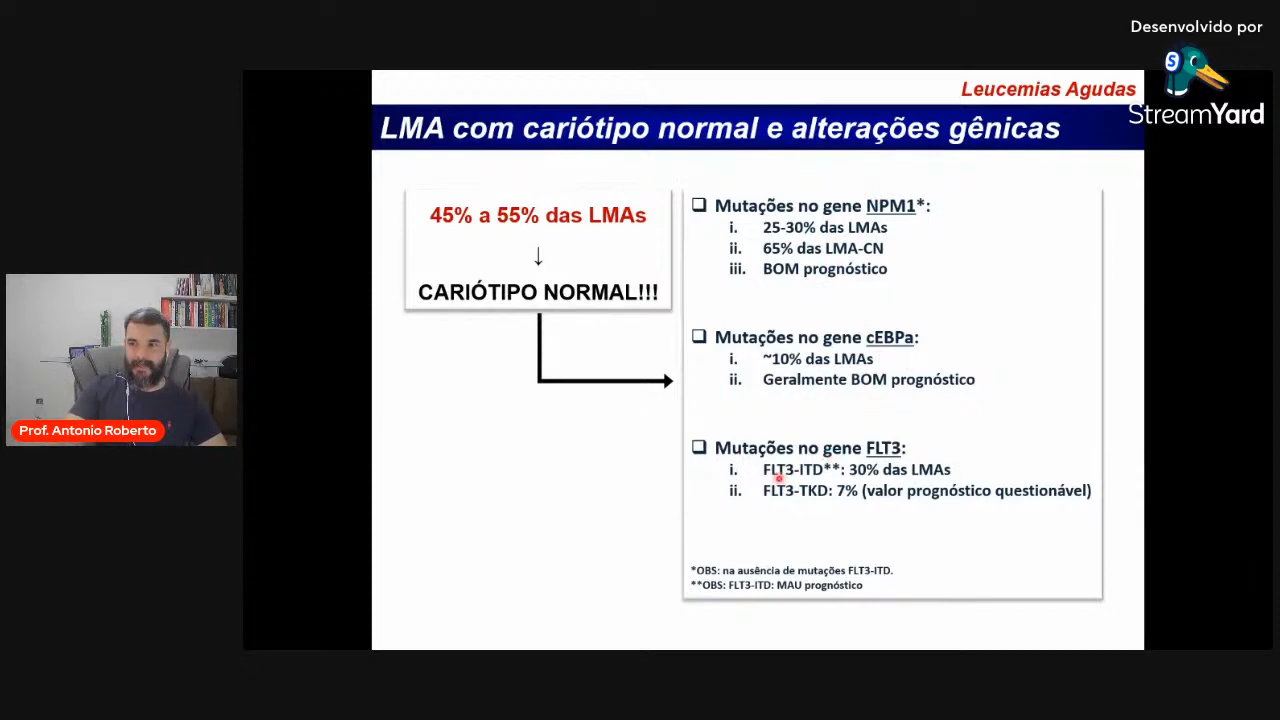 Desenvolvido por
StreamYard
Leucemias Agudas
LMA com cariótipo normal e alterações gênicas
45% a 55% das LMAs
↓
CARIÓTIPO NORMAL!!!
❑ Mutações no gene NPM1*:
i. 25-30% das LMAs
ii. 65% das LMA-CN
iii. BOM prognóstico
❑ Mutações no gene cEBPa:
i. ~10% das LMAs
ii. Geralmente BOM prognóstico
❑ Mutações no gene FLT3:
i. FLT3-ITD**: 30% das LMAs
ii. FLT3-TKD: 7% (valor prognóstico questionável)
*OBS: na ausência de mutações FLT3-ITD.
**OBS: FLT3-ITD: MAU prognóstico
Prof. Antonio Roberto